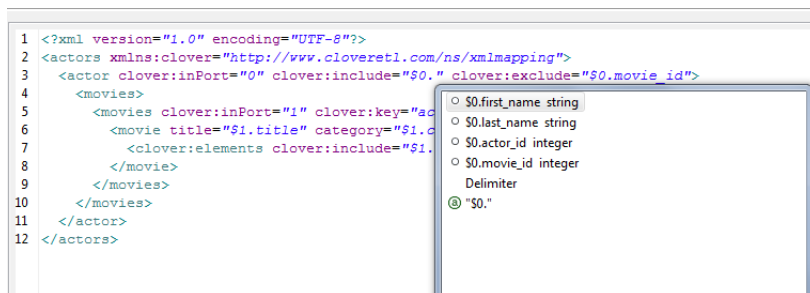 1 <?xml version="1.0" encoding="UTF-8"?>
2 <actors xmlns:clover="http://www.cloveretl.com/ns/xmlmapping">
3 <actor clover:inPort="0" clover:include="$0." clover:exclude="$0.movie_id">
4 <movies>
5 <movies clover:inPort="1" clover:key="ac
6 <movie title="$1.title" category="$1.c
7 <clover:elements clover:include="$1.
8 </movie>
9 </movies>
10 </movies>
11 </actor>
12 </actors>
$0.first_name string
$0.last_name string
$0.actor_id integer
$0.movie_id integer
Delimiter
@ "$0."